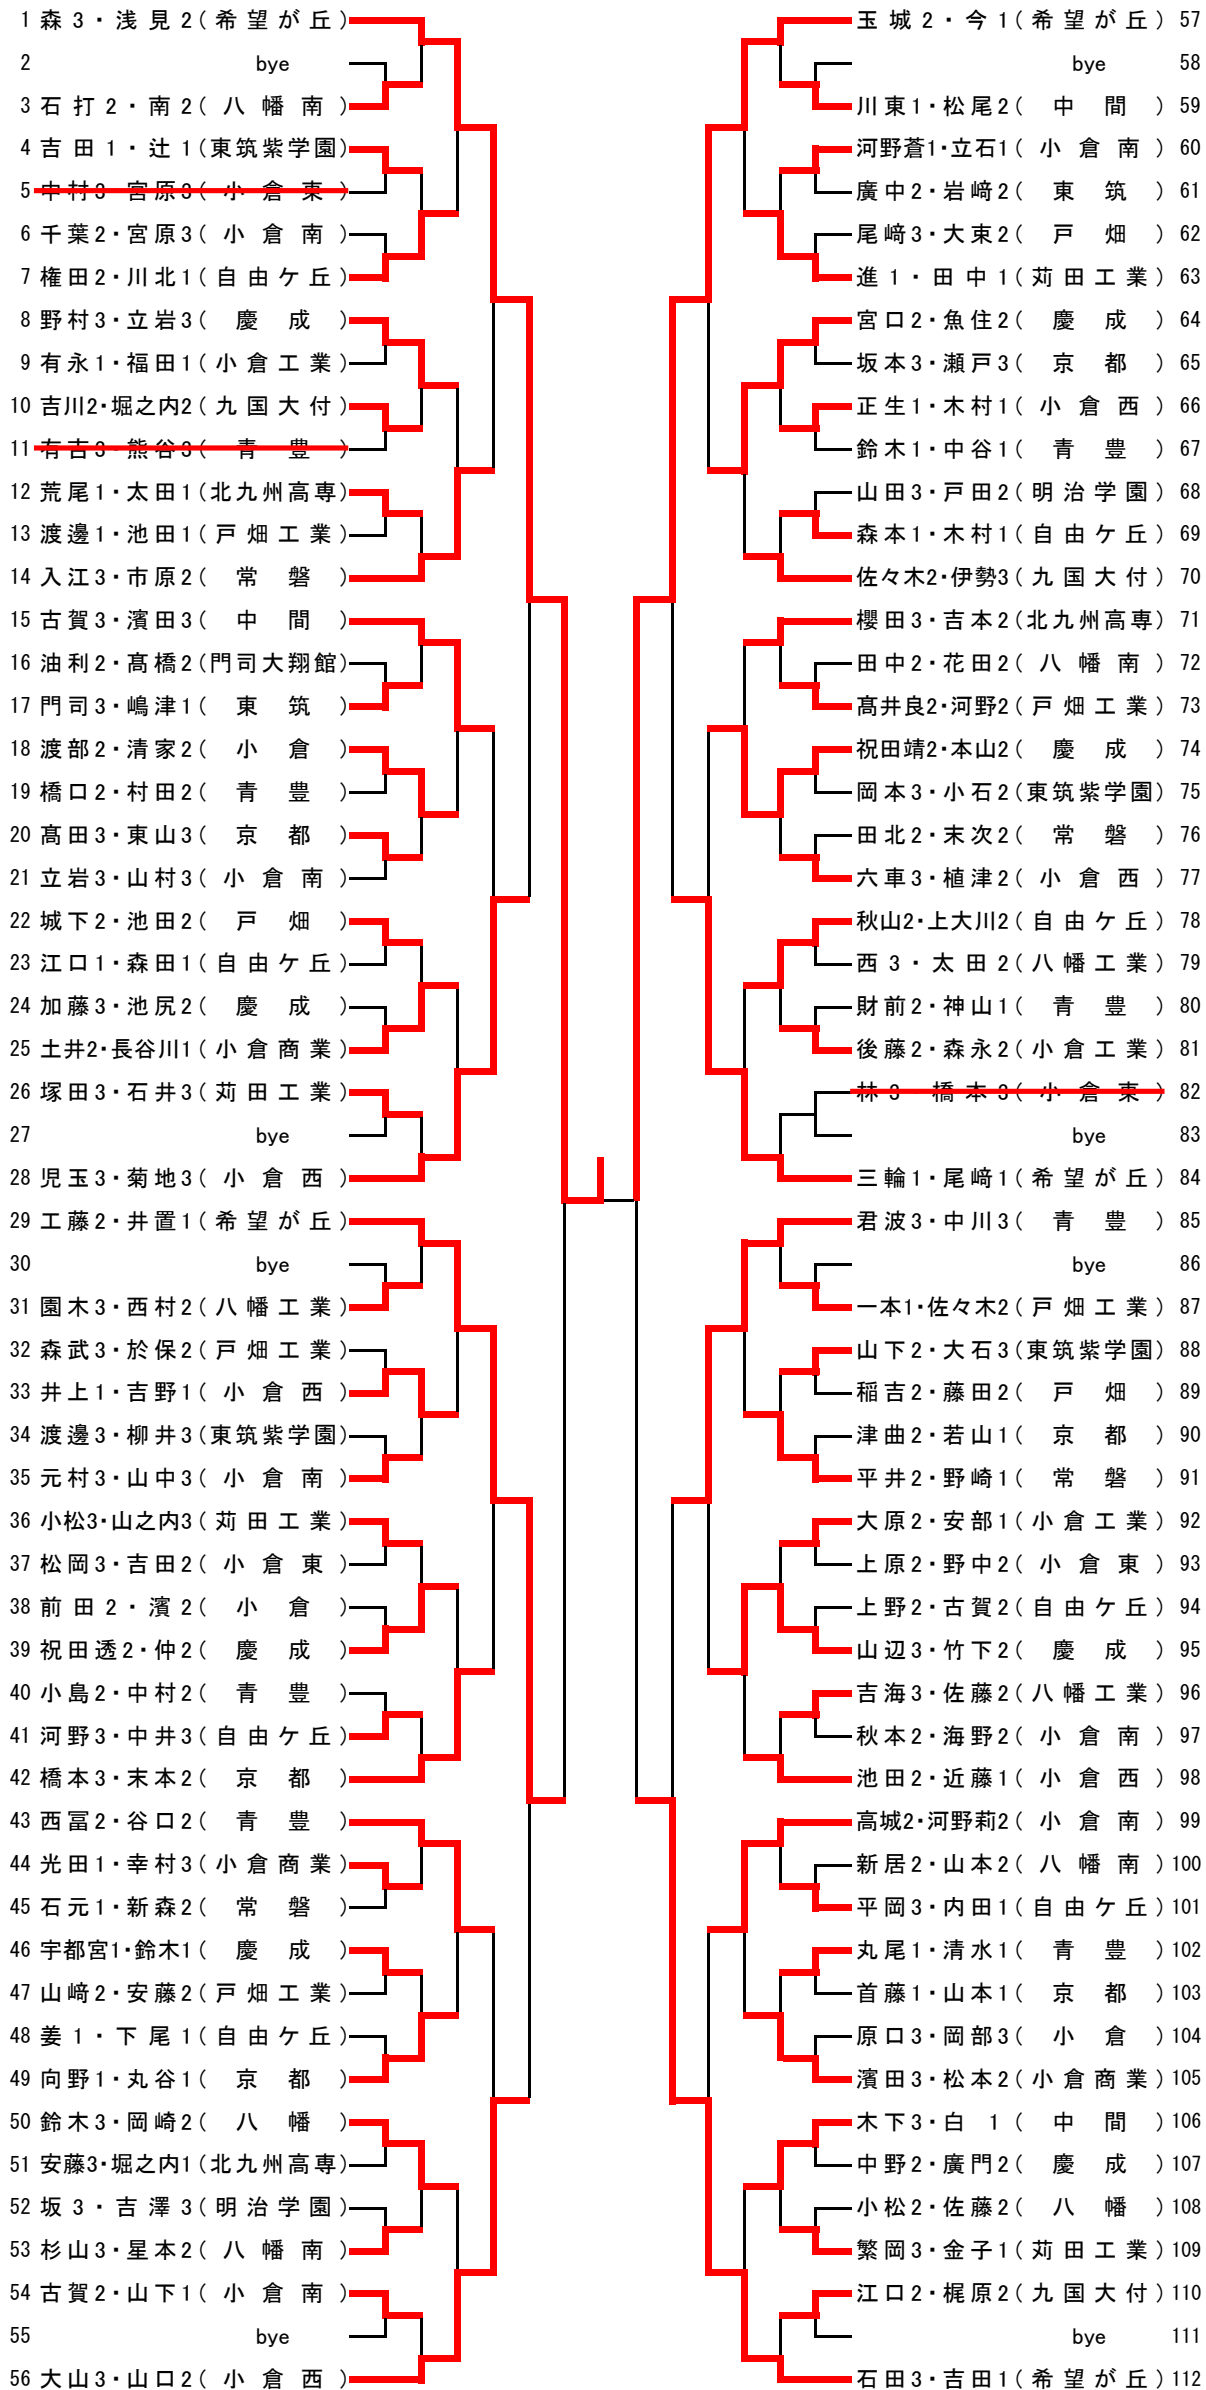 1 森 3・浅 見 2 ( 希 望 が 丘 )
2 bye
3 石 打 2・南 2 ( 八 幡 南 )
4 吉 田 1・辻 1 (東筑紫学園)
5 中村 3・宮原 3 ( 小 倉 東 )
6 千葉 2・宮原 3 ( 小 倉 南 )
7 権田 2・川北 1 ( 自 由 ケ 丘 )
8 野村 3・立岩 3 ( 慶 成 )
9 有永 1・福田 1 ( 小 倉 工 業 )
10 吉川2・堀之内2 ( 九 国 大 付 )
11 有吉 3・熊谷 3 ( 青 豊 )
12 荒尾 1・太田 1 (北九州高専)
13 渡邊 1・池田 1 ( 戸 畑 工 業 )
14 入江 3・市原 2 ( 常 磐 )
15 古賀 3・濱田 3 ( 中 間 )
16 油利 2・髙橋 2 (門司大翔館)
17 門司 3・嶋津 1 ( 東 筑 )
18 渡部 2・清家 2 ( 小 倉 )
19 橋口 2・村田 2 ( 青 豊 )
20 髙田 3・東山 3 ( 京 都 )
21 立岩 3・山村 3 ( 小 倉 南 )
22 城下 2・池田 2 ( 戸 畑 )
23 江口 1・森田 1 ( 自 由 ケ 丘 )
24 加藤 3・池尻 2 ( 慶 成 )
25 土井2・長谷川1 ( 小 倉 商 業 )
26 塚田 3・石井 3 ( 苅 田 工 業 )
27 bye
28 児玉 3・菊地 3 ( 小 倉 西 )
29 工藤 2・井置 1 ( 希 望 が 丘 )
30 bye
31 園木 3・西村 2 ( 八 幡 工 業 )
32 森武 3・於保 2 ( 戸 畑 工 業 )
33 井上 1・吉野 1 ( 小 倉 西 )
34 渡邊 3・柳井 3 (東筑紫学園)
35 元村 3・山中 3 ( 小 倉 南 )
36 小松3・山之内3 ( 苅 田 工 業 )
37 松岡 3・吉田 2 ( 小 倉 東 )
38 前 田 2・濱 2 ( 小 倉 )
39 祝田透 2・仲 2 ( 慶 成 )
40 小島 2・中村 2 ( 青 豊 )
41 河野 3・中井 3 ( 自 由 ケ 丘 )
42 橋本 3・末本 2 ( 京 都 )
43 西冨 2・谷口 2 ( 青 豊 )
44 光田 1・幸村 3 ( 小 倉 商 業 )
45 石元 1・新森 2 ( 常 磐 )
46 宇都宮1・鈴木1 ( 慶 成 )
47 山﨑 2・安藤 2 ( 戸 畑 工 業 )
48 姜 1・下 尾 1 ( 自 由 ケ 丘 )
49 向野 1・丸谷 1 ( 京 都 )
50 鈴木 3・岡崎 2 ( 八 幡 )
51 安藤3・堀之内1 (北九州高専)
52 坂 3・吉 澤 3 ( 明 治 学 園 )
53 杉山 3・星本 2 ( 八 幡 南 )
54 古賀 2・山下 1 ( 小 倉 南 )
55 bye
56 大山 3・山口 2 ( 小 倉 西 )
玉 城 2・今 1 ( 希 望 が 丘 ) 57
bye 58
川東 1・松尾 2 ( 中 間 ) 59
河野蒼1・立石1 ( 小 倉 南 ) 60
廣中 2・岩﨑 2 ( 東 筑 ) 61
尾﨑 3・大東 2 ( 戸 畑 ) 62
進 1・田 中 1 ( 苅 田 工 業 ) 63
宮口 2・魚住 2 ( 慶 成 ) 64
坂本 3・瀬戸 3 ( 京 都 ) 65
正生 1・木村 1 ( 小 倉 西 ) 66
鈴木 1・中谷 1 ( 青 豊 ) 67
山田 3・戸田 2 ( 明 治 学 園 ) 68
森本 1・木村 1 ( 自 由 ケ 丘 ) 69
佐々木2・伊勢3 ( 九 国 大 付 ) 70
櫻田 3・吉本 2 (北九州高専) 71
田中 2・花田 2 ( 八 幡 南 ) 72
髙井良2・河野2 ( 戸 畑 工 業 ) 73
祝田靖2・本山2 ( 慶 成 ) 74
岡本 3・小石 2 (東筑紫学園) 75
田北 2・末次 2 ( 常 磐 ) 76
六車 3・植津 2 ( 小 倉 西 ) 77
秋山2・上大川2 ( 自 由 ケ 丘 ) 78
西 3・太 田 2 ( 八 幡 工 業 ) 79
財前 2・神山 1 ( 青 豊 ) 80
後藤 2・森永 2 ( 小 倉 工 業 ) 81
林 3・橋 本 3 ( 小 倉 東 ) 82
bye 83
三輪 1・尾﨑 1 ( 希 望 が 丘 ) 84
君波 3・中川 3 ( 青 豊 ) 85
bye 86
一本1・佐々木2 ( 戸 畑 工 業 ) 87
山下 2・大石 3 (東筑紫学園) 88
稲吉 2・藤田 2 ( 戸 畑 ) 89
津曲 2・若山 1 ( 京 都 ) 90
平井 2・野崎 1 ( 常 磐 ) 91
大原 2・安部 1 ( 小 倉 工 業 ) 92
上原 2・野中 2 ( 小 倉 東 ) 93
上野 2・古賀 2 ( 自 由 ケ 丘 ) 94
山辺 3・竹下 2 ( 慶 成 ) 95
吉海 3・佐藤 2 ( 八 幡 工 業 ) 96
秋本 2・海野 2 ( 小 倉 南 ) 97
池田 2・近藤 1 ( 小 倉 西 ) 98
高城2・河野莉2 ( 小 倉 南 ) 99
新居 2・山本 2 ( 八 幡 南 ) 100
平岡 3・内田 1 ( 自 由 ケ 丘 ) 101
丸尾 1・清水 1 ( 青 豊 ) 102
首藤 1・山本 1 ( 京 都 ) 103
原口 3・岡部 3 ( 小 倉 ) 104
濱田 3・松本 2 ( 小 倉 商 業 ) 105
木下 3・白 1 ( 中 間 ) 106
中野 2・廣門 2 ( 慶 成 ) 107
小松 2・佐藤 2 ( 八 幡 ) 108
繁岡 3・金子 1 ( 苅 田 工 業 ) 109
江口 2・梶原 2 ( 九 国 大 付 ) 110
bye 111
石田 3・吉田 1 ( 希 望 が 丘 ) 112